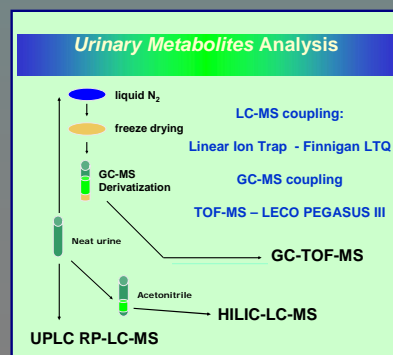 Urinary Metabolites Analysis
liquid N2
freeze drying
GC-MS
Derivatization
LC-MS coupling:
Linear Ion Trap - Finnigan LTQ
GC-MS coupling
TOF-MS – LECO PEGASUS III
Neat urine
GC-TOF-MS
Acetonitrile
HILIC-LC-MS
UPLC RP-LC-MS